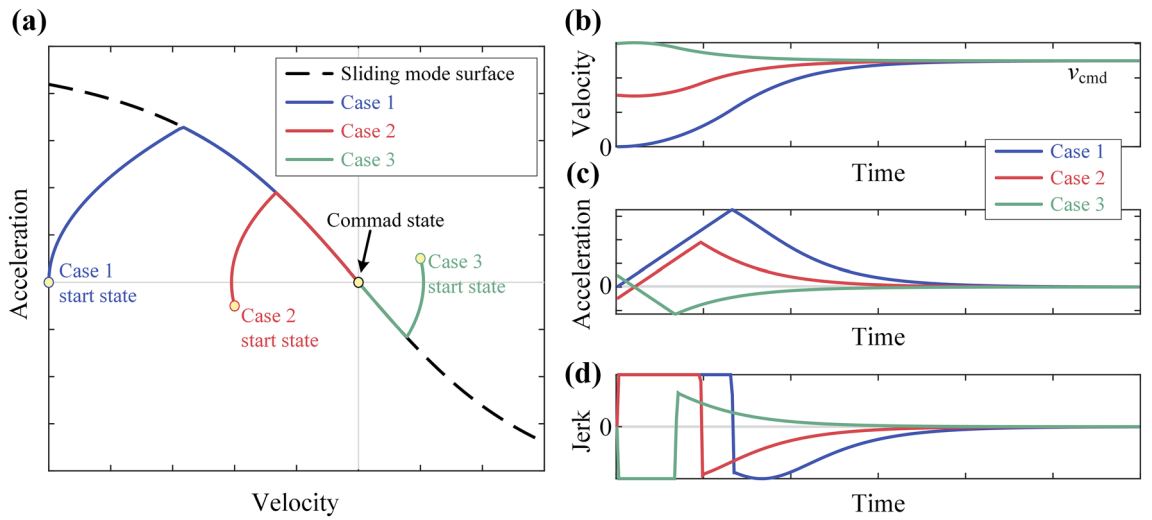 (a)
Sliding mode surface
Case 1
Case 2
Case 3
Commad state
Case 1
start state
Case 2
start state
Case 3
start state
Acceleration
Velocity
(b)
Velocity
0
vcmd
Time
Case 1
Case 2
Case 3
(c)
Acceleration
0
Time
(d)
Jerk
0
Time